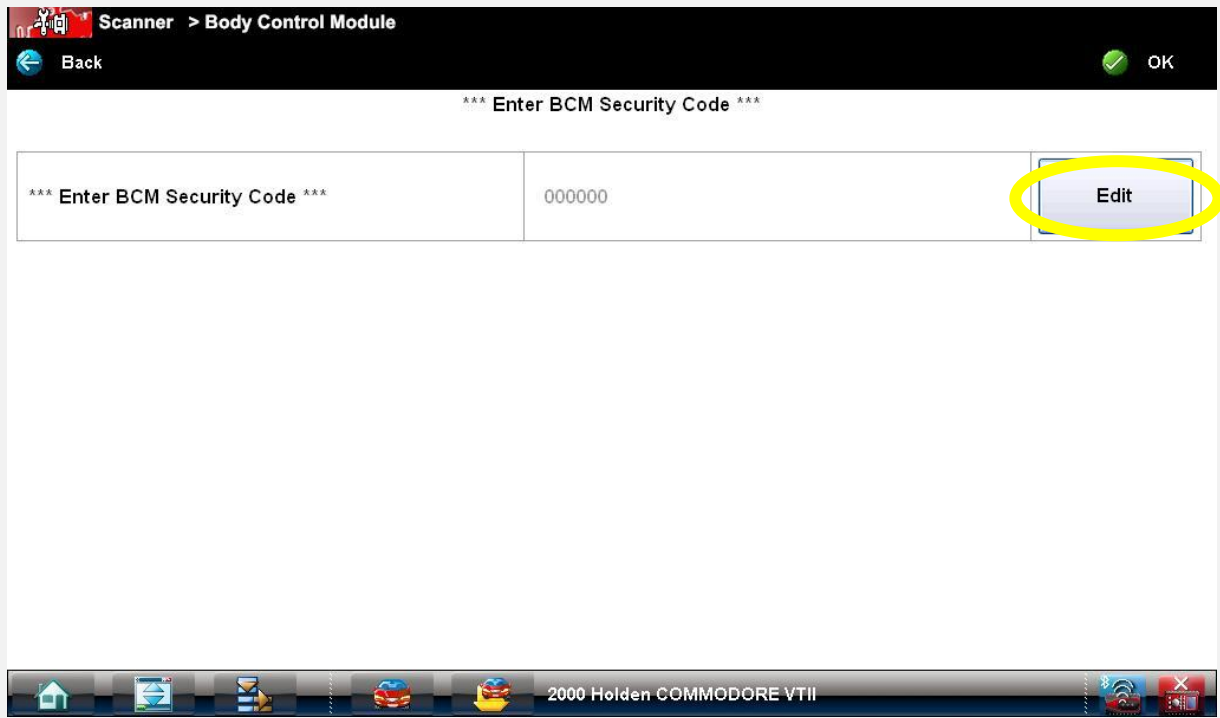 Scanner > Body Control Module
Back
OK
*** Enter BCM Security Code ***
*** Enter BCM Security Code ***
000000
Edit
2000 Holden COMMODORE VTII